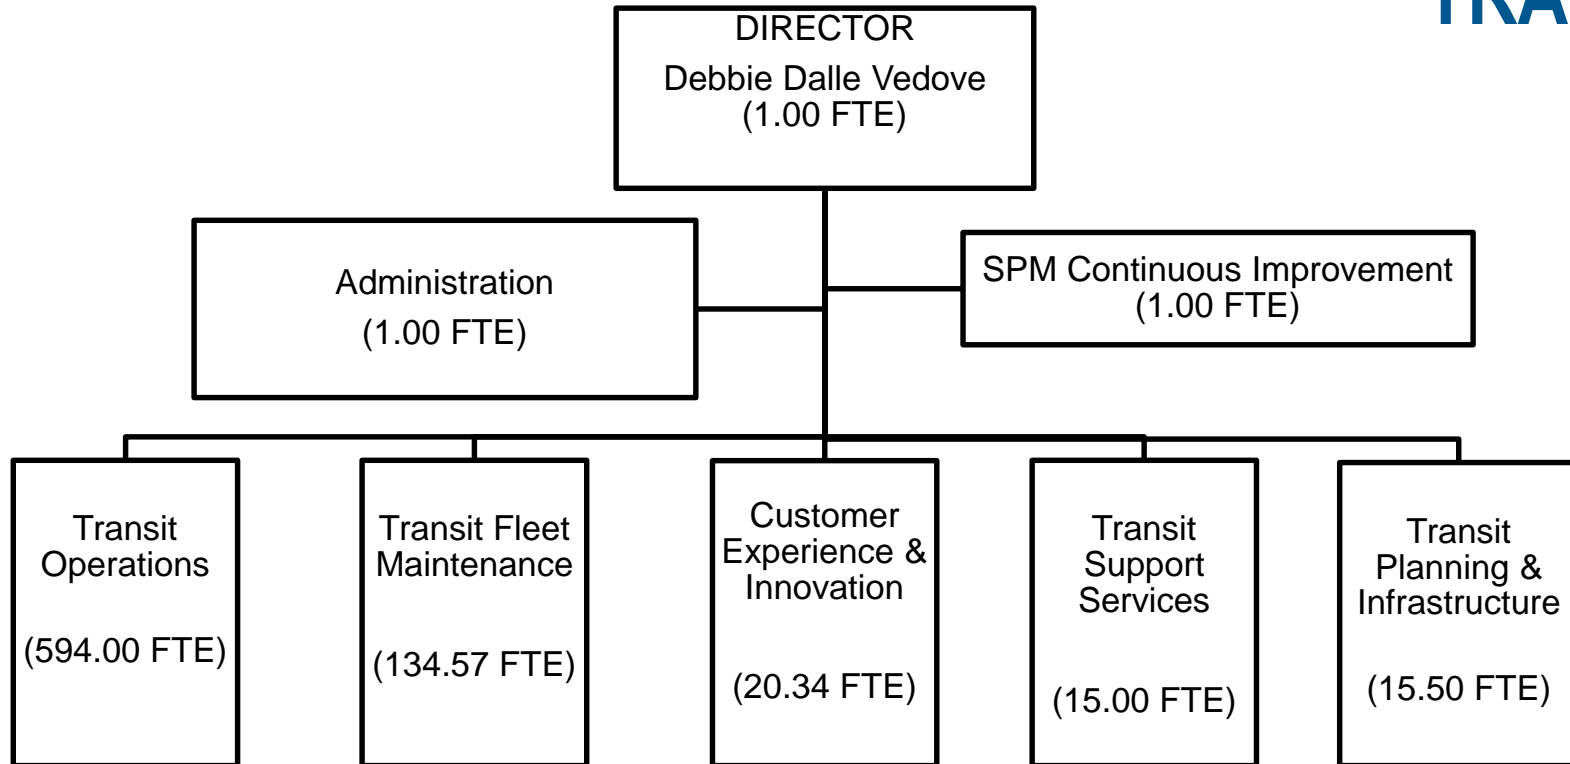 TRA
DIRECTOR
Debbie Dalle Vedove
(1.00 FTE)
Administration
(1.00 FTE)
SPM Continuous Improvement
(1.00 FTE)
Transit
Operations
(594.00 FTE)
Transit Fleet
Maintenance
(134.57 FTE)
Customer
Experience &
Innovation
(20.34 FTE)
Transit
Support
Services
(15.00 FTE)
Transit
Planning &
Infrastructure
(15.50 FTE)